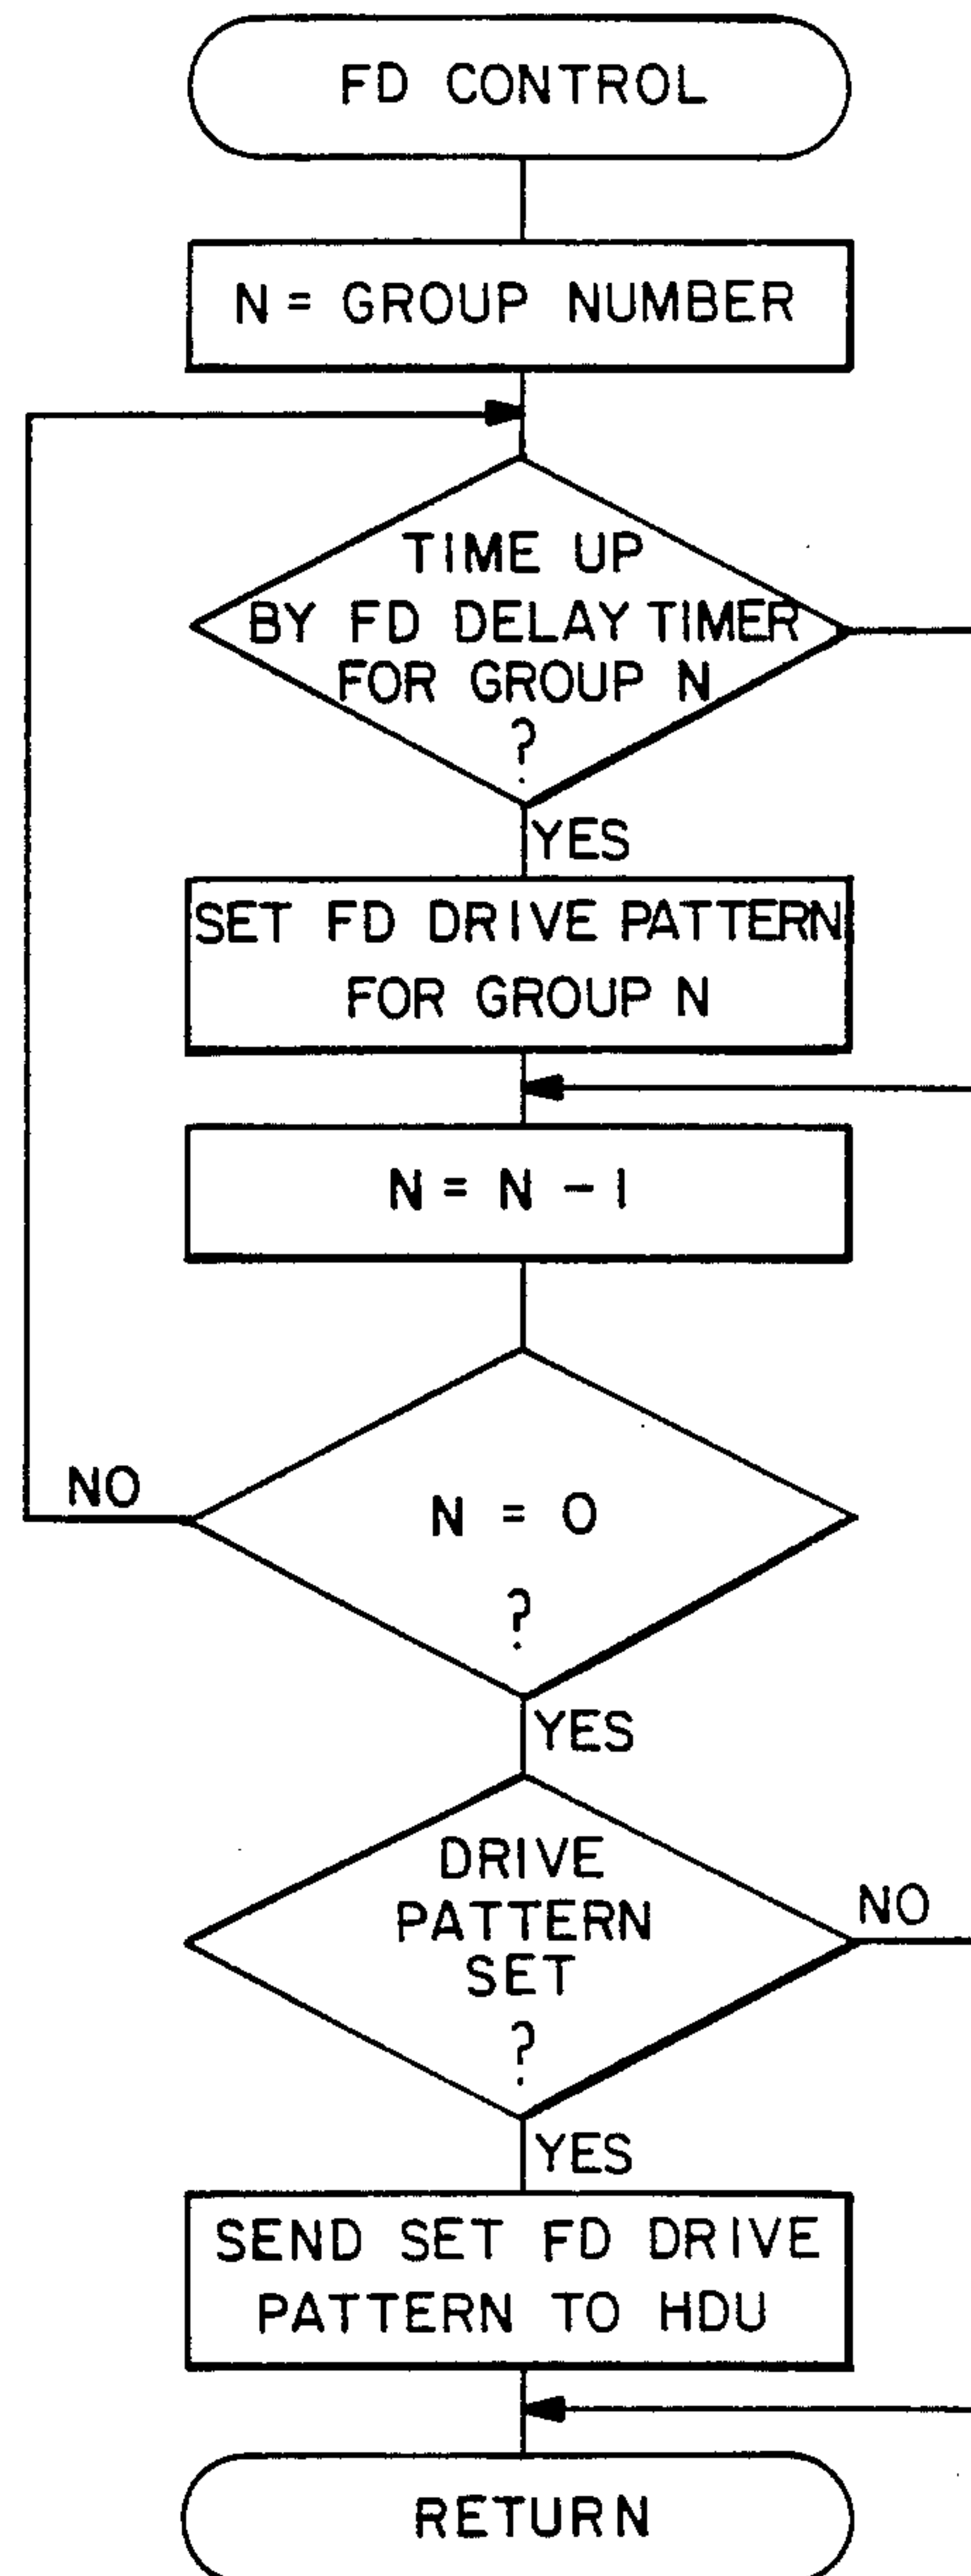 FD CONTROL
N = GROUP NUMBER
TIME UP
BY FD DELAY TIMER
FOR GROUP N
?
YES
SET FD DRIVE PATTERN
FOR GROUP N
N = N - 1
NO
N = 0
?
YES
DRIVE
PATTERN
SET
?
NO
YES
SEND SET FD DRIVE
PATTERN TO HDU
RETURN